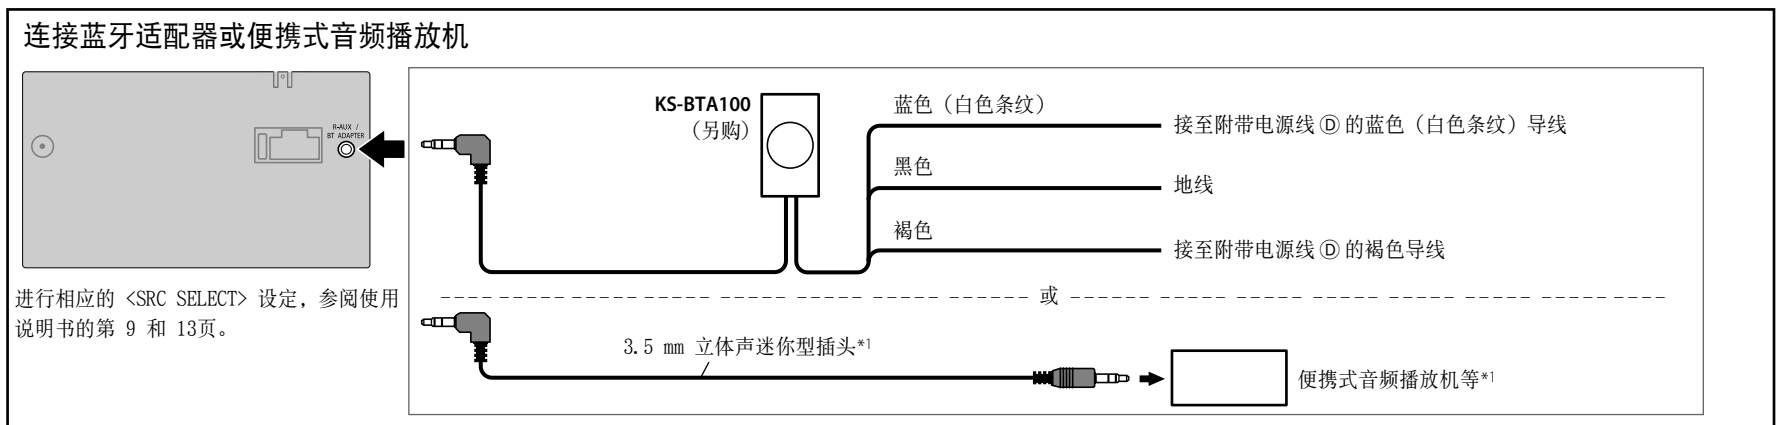 连接蓝牙适配器或便携式音频播放机
R-AUX /
BT ADAPTER
进行相应的 <SRC SELECT> 设定，参阅使用
说明书的第 9 和 13页。
KS-BTA100
（另购）
蓝色（白色条纹）
接至附带电源线 Ⓓ 的蓝色（白色条纹）导线
黑色
地线
褐色
接至附带电源线 Ⓓ 的褐色导线
或
3.5 mm 立体声迷你型插头*1
便携式音频播放机等*1